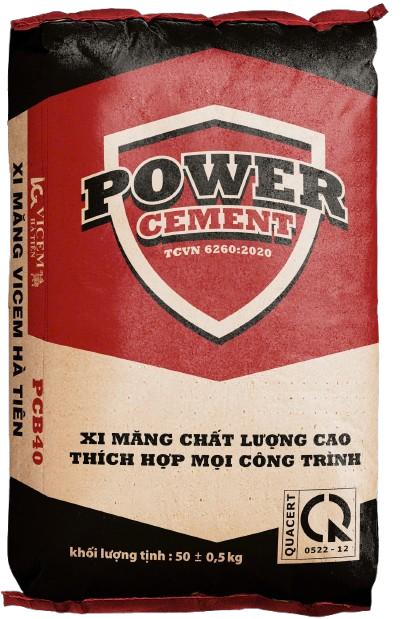 POWER
CEMENT
TCVN 6260:2020
XI MĂNG CHẤT LƯỢNG CAO
THÍCH HỢP MỌI CÔNG TRÌNH
khối lượng tịnh : 50 ± 0,5 kg
QUACERT
0522 - 12
VICEM
HÀ TIÊN
PCB40
XI MĂNG VICEM HÀ TIÊN